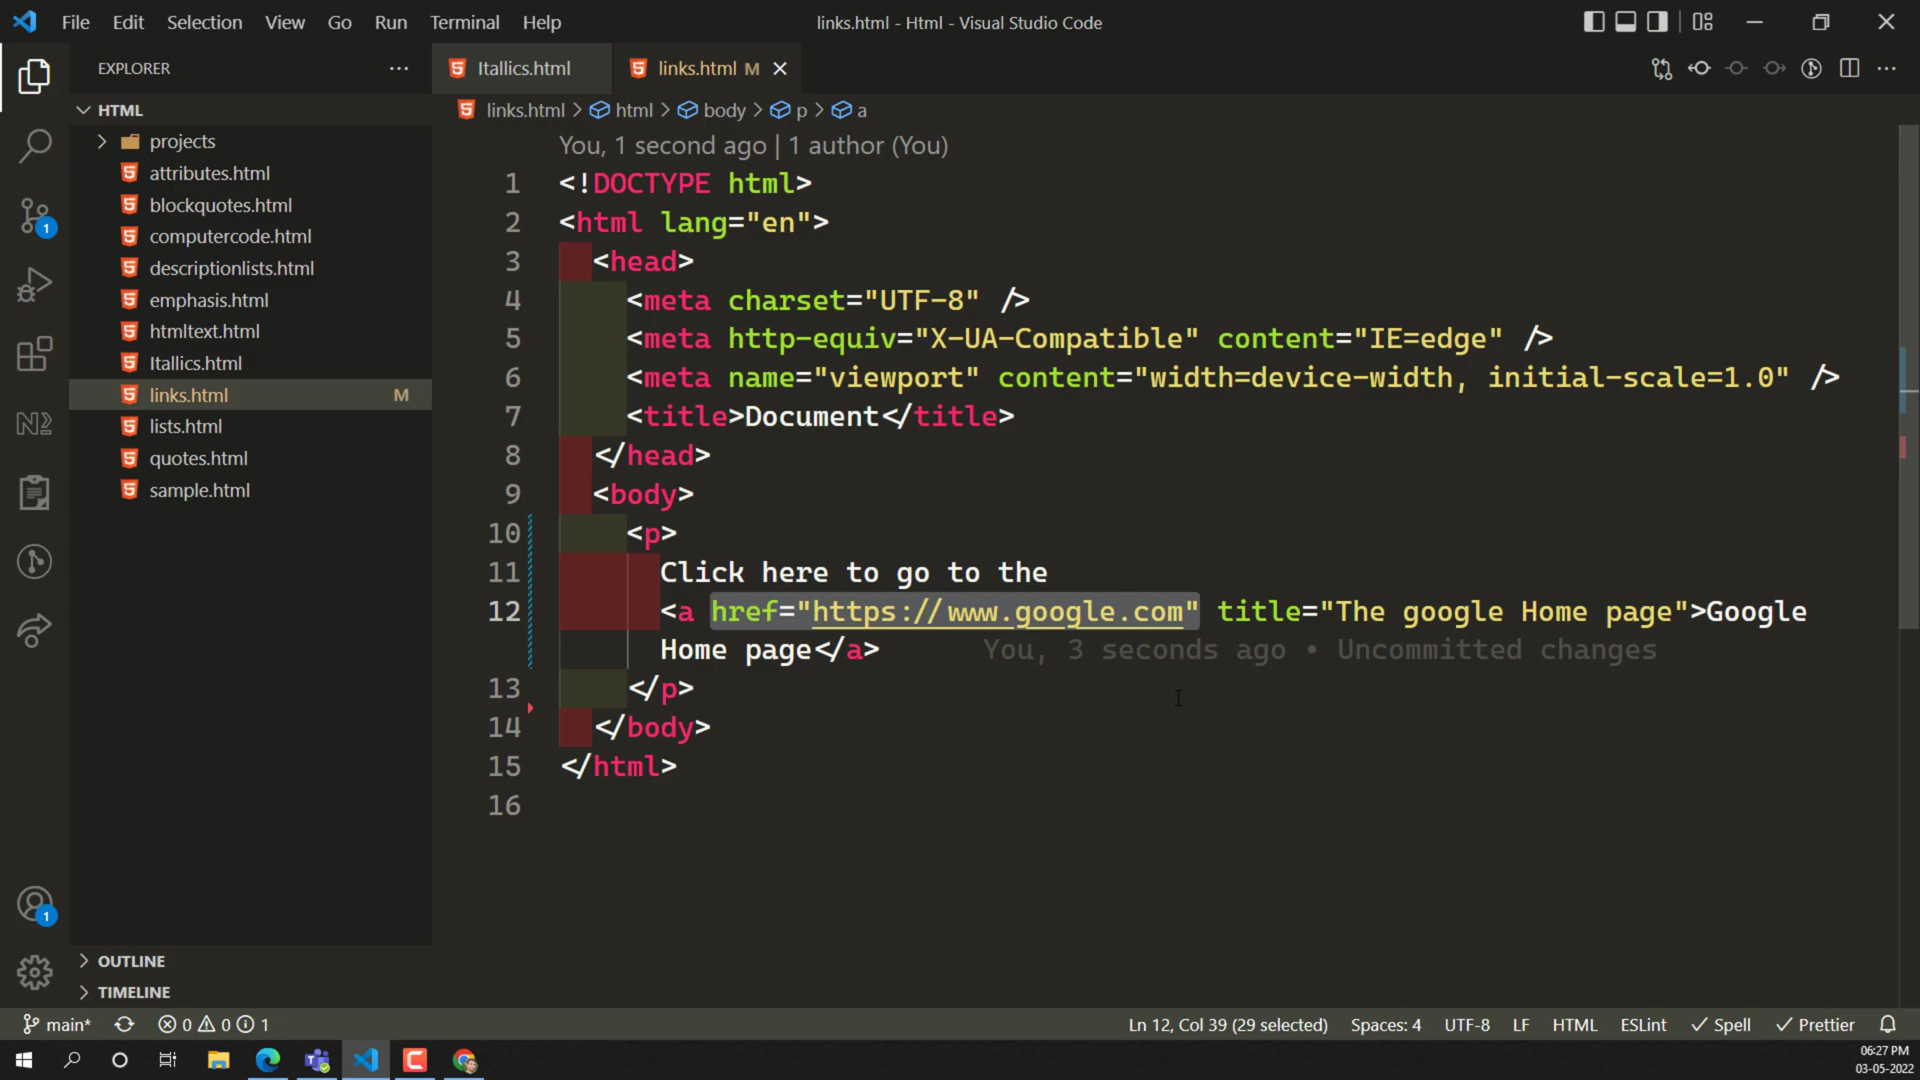 File Edit Selection View Go Run Terminal Help
links.html - Html - Visual Studio Code
EXPLORER
Itallics.html
links.html M
HTML
links.html > html > body > p > a
projects
attributes.html
blockquotes.html
computercode.html
descriptionlists.html
emphasis.html
htmltext.html
Itallics.html
links.html M
lists.html
quotes.html
sample.html
You, 1 second ago | 1 author (You)
1 <!DOCTYPE html>
2 <html lang="en">
3 <head>
4 <meta charset="UTF-8" />
5 <meta http-equiv="X-UA-Compatible" content="IE=edge" />
6 <meta name="viewport" content="width=device-width, initial-scale=1.0" />
7 <title>Document</title>
8 </head>
9 <body>
10 <p>
11 Click here to go to the
12 <a href="https://www.google.com" title="The google Home page">Google
Home page</a> You, 3 seconds ago • Uncommitted changes
13 </p>
14 </body>
15 </html>
16
1
1
OUTLINE
TIMELINE
main* 0 0 1
Ln 12, Col 39 (29 selected) Spaces: 4 UTF-8 LF HTML ESLint Spell Prettier
06:27 PM
03-05-2022